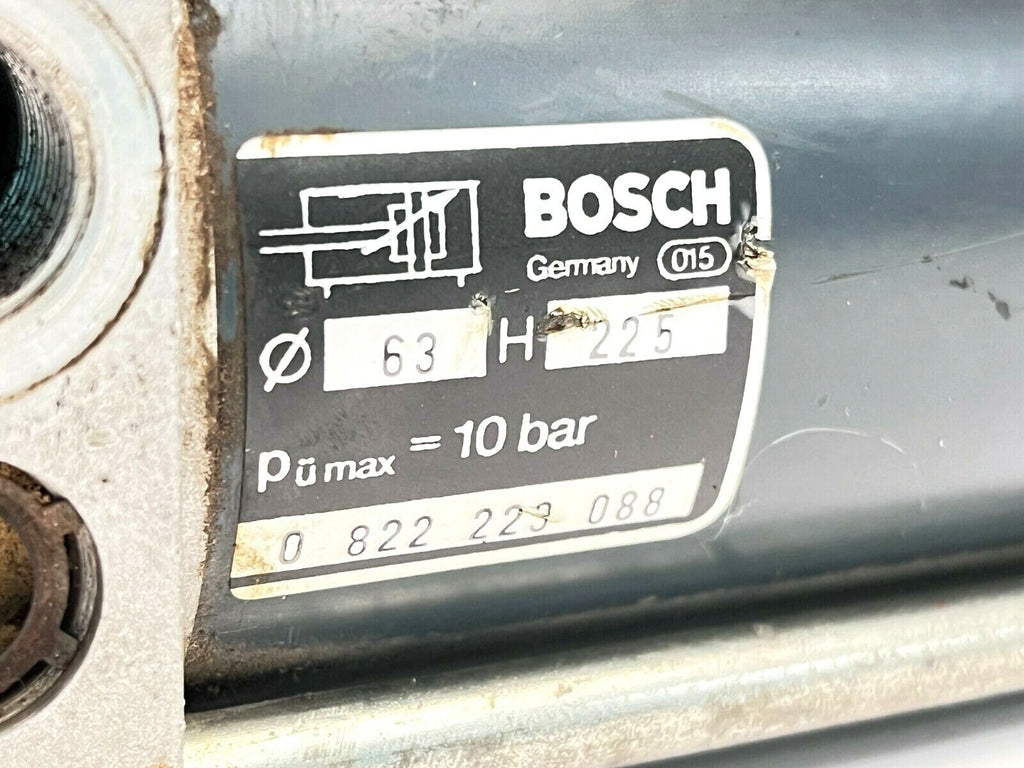 BOSCH
Germany 015
Ø 63 H 225
pü max = 10 bar
0 822 223 088